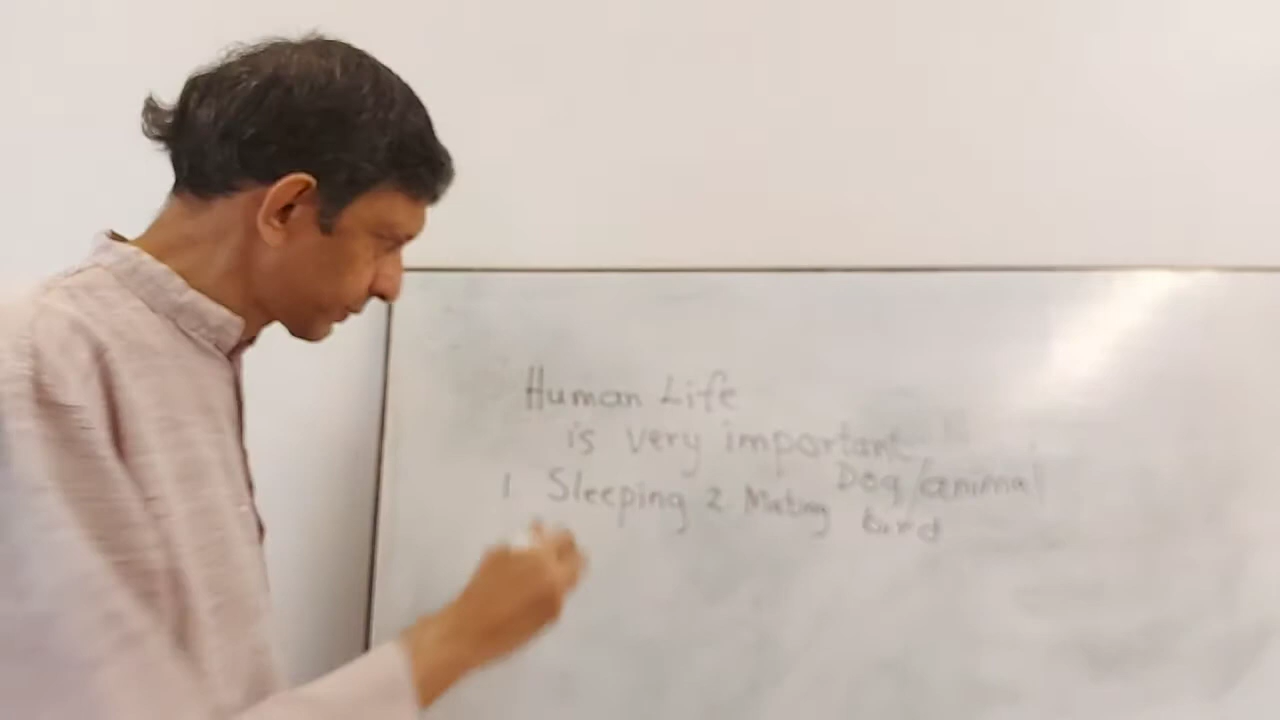 Human Life
is very important
Dog/animal
1 Sleeping 2 Mating bird